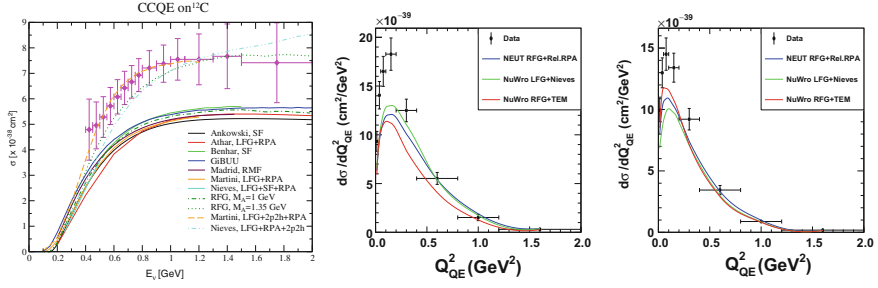 CCQE on ¹²C
σ [x 10⁻³⁸ cm²]
9
8
7
6
5
4
3
2
1
0
Ankowski, SF
Athar, LFG+RPA
Benhar, SF
GiBUU
Madrid, RMF
Martini, LFG+RPA
Nieves, LFG+SF+RPA
RFG, M_A=1 GeV
RFG, M_A=1.35 GeV
Martini, LFG+2p2h+RPA
Nieves, LFG+RPA+2p2h
0 0.2 0.4 0.6 0.8 1 1.2 1.4 1.6 1.8 2
E_ν [GeV]
×10⁻³⁹
dσ/dQ²_QE (cm²/GeV²)
20
15
10
5
0
Data
NEUT RFG+Rel.RPA
NuWro LFG+Nieves
NuWro RFG+TEM
0.0 0.5 1.0 1.5 2.0
Q²_QE (GeV²)
×10⁻³⁹
dσ/dQ²_QE (cm²/GeV²)
15
10
5
0
Data
NEUT RFG+Rel.RPA
NuWro LFG+Nieves
NuWro RFG+TEM
0.0 0.5 1.0 1.5 2.0
Q²_QE (GeV²)